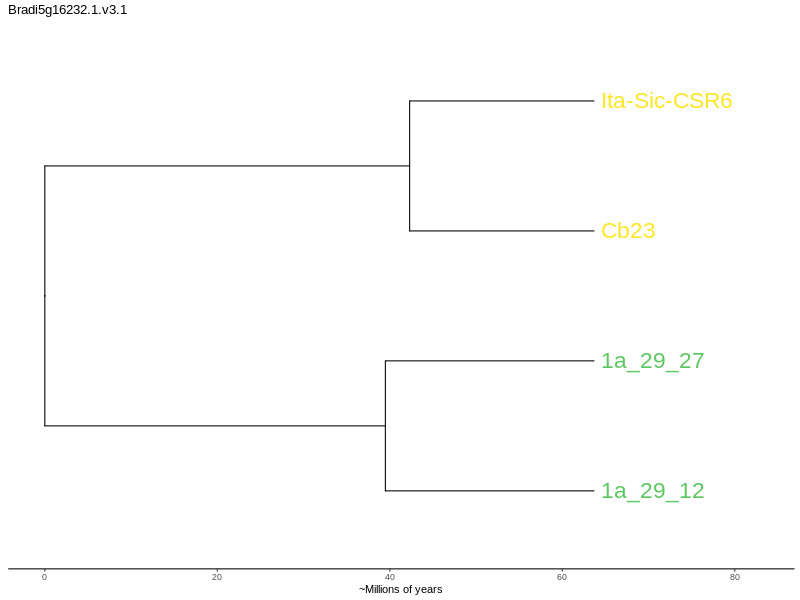 Bradi5g16232.1.v3.1
Ita-Sic-CSR6
Cb23
1a_29_27
1a_29_12
0 20 40 60 80
~Millions of years